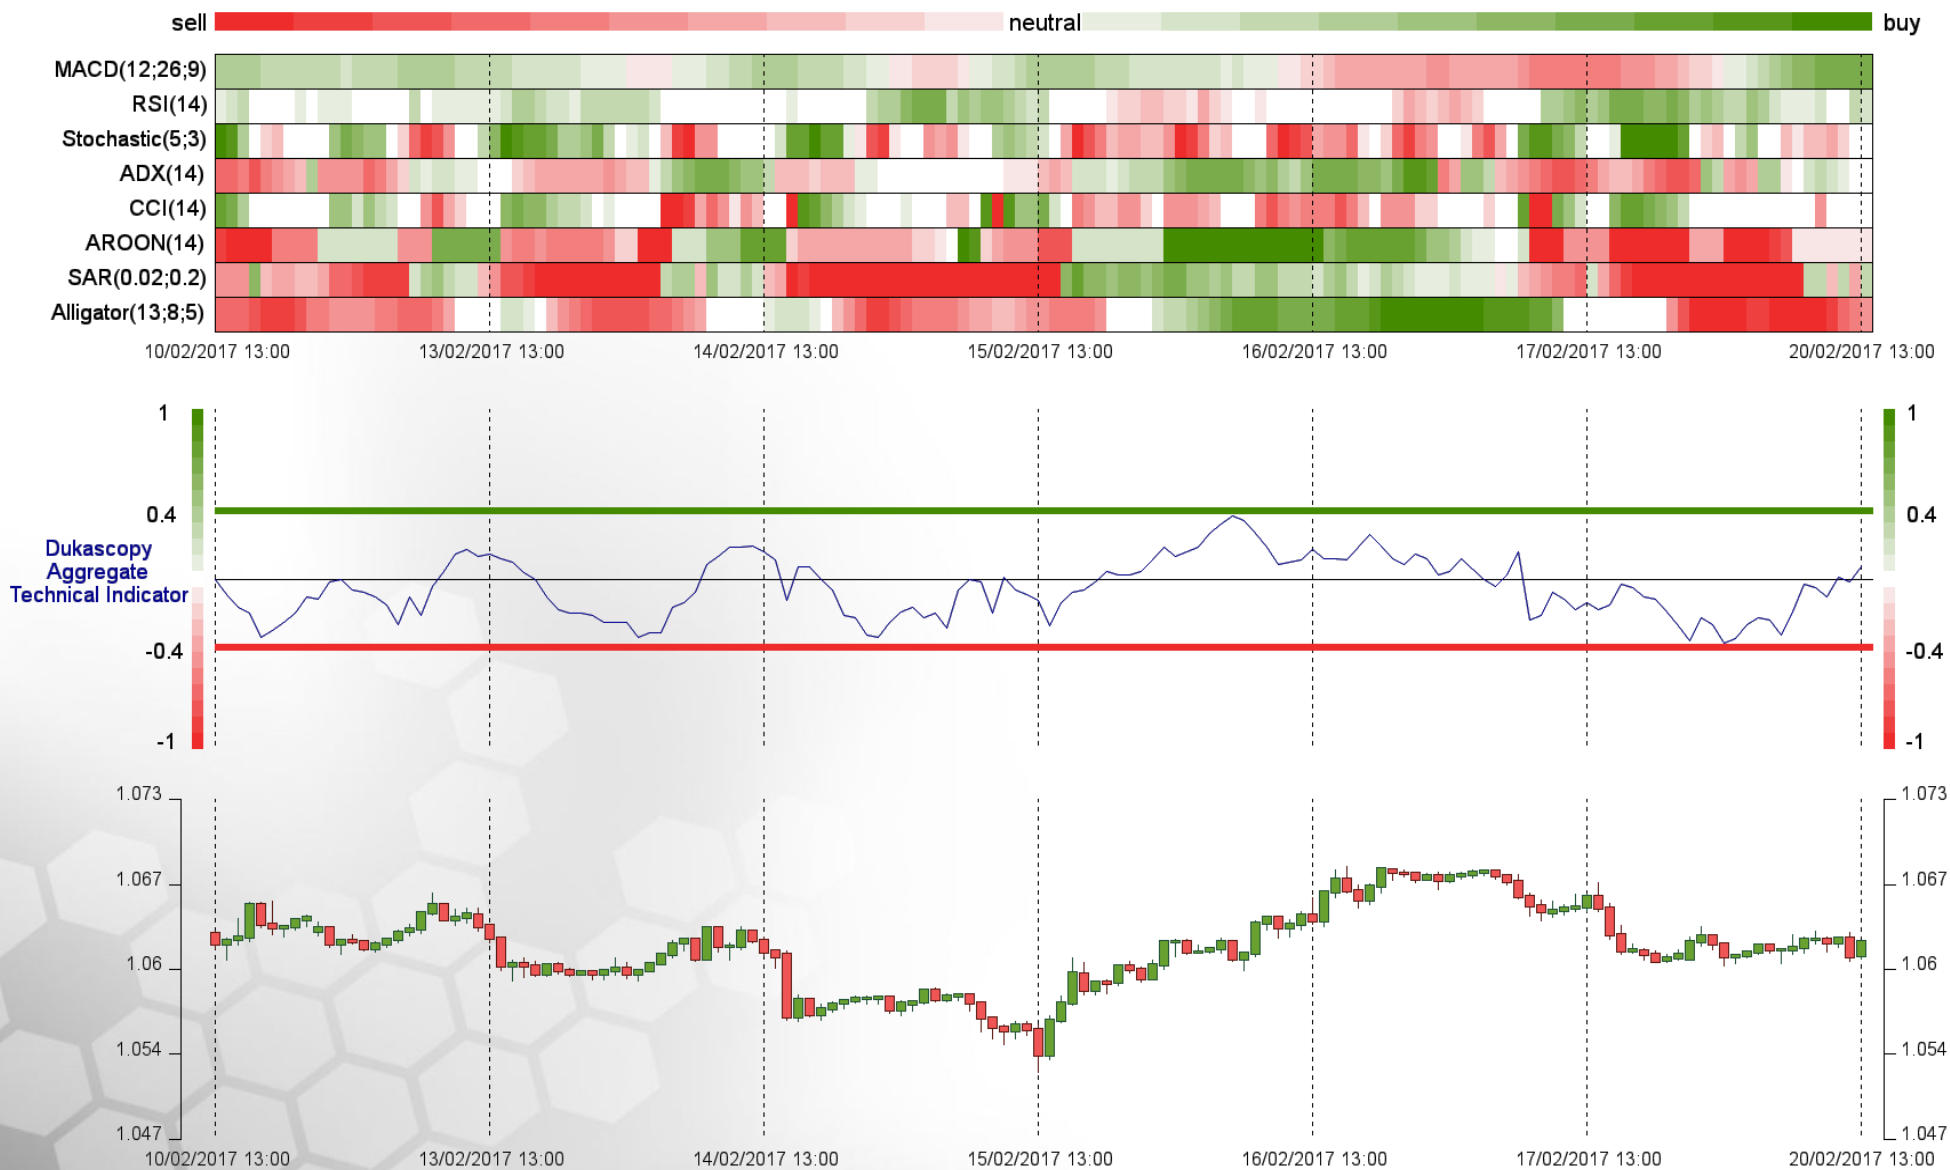 sell neutral buy
MACD(12;26;9)
RSI(14)
Stochastic(5;3)
ADX(14)
CCI(14)
AROON(14)
SAR(0.02;0.2)
Alligator(13;8;5)
10/02/2017 13:00 13/02/2017 13:00 14/02/2017 13:00 15/02/2017 13:00 16/02/2017 13:00 17/02/2017 13:00 20/02/2017 13:00
1 1
0.4 0.4
Dukascopy
Aggregate
Technical Indicator
-0.4 -0.4
-1 -1
1.073 1.073
1.067 1.067
1.06 1.06
1.054 1.054
1.047 1.047
10/02/2017 13:00 13/02/2017 13:00 14/02/2017 13:00 15/02/2017 13:00 16/02/2017 13:00 17/02/2017 13:00 20/02/2017 13:00